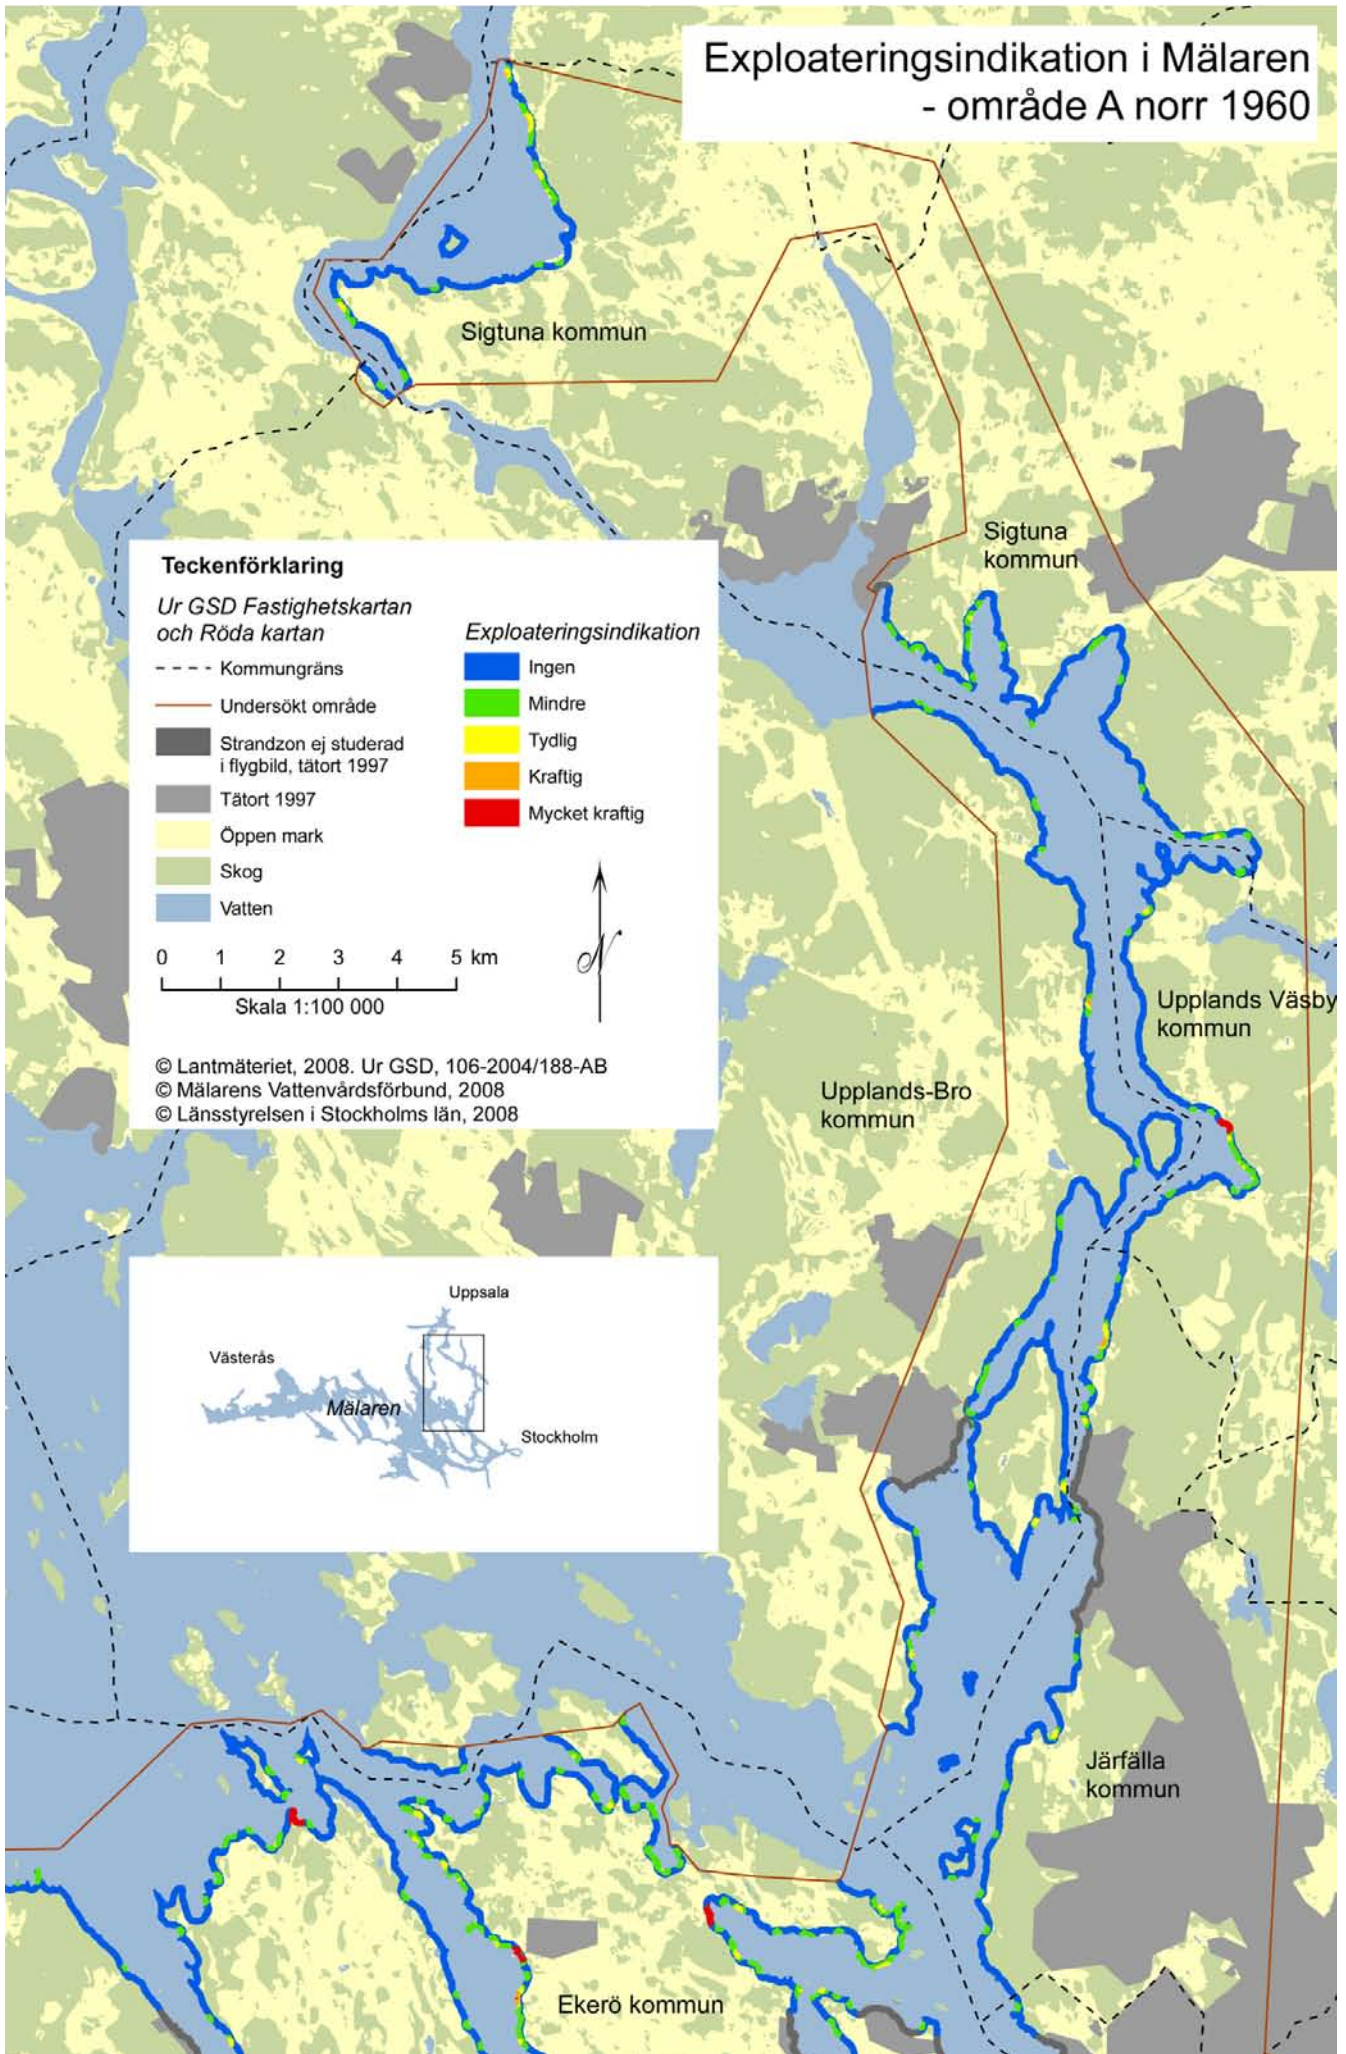 Exploateringsindikation i Mälaren
- område A norr 1960
Sigtuna kommun
Sigtuna
kommun
Teckenförklaring
Ur GSD Fastighetskartan
och Röda kartan
Kommungräns
Undersökt område
Strandzon ej studerad
i flygbild, tätort 1997
Tätort 1997
Öppen mark
Skog
Vatten
Exploateringsindikation
Ingen
Mindre
Tydlig
Kraftig
Mycket kraftig
0 1 2 3 4 5 km
Skala 1:100 000
N
© Lantmäteriet, 2008. Ur GSD, 106-2004/188-AB
© Mälarens Vattenvårdsförbund, 2008
© Länsstyrelsen i Stockholms län, 2008
Upplands Väsby
kommun
Upplands-Bro
kommun
Uppsala
Västerås
Mälaren
Stockholm
Järfälla
kommun
Ekerö kommun